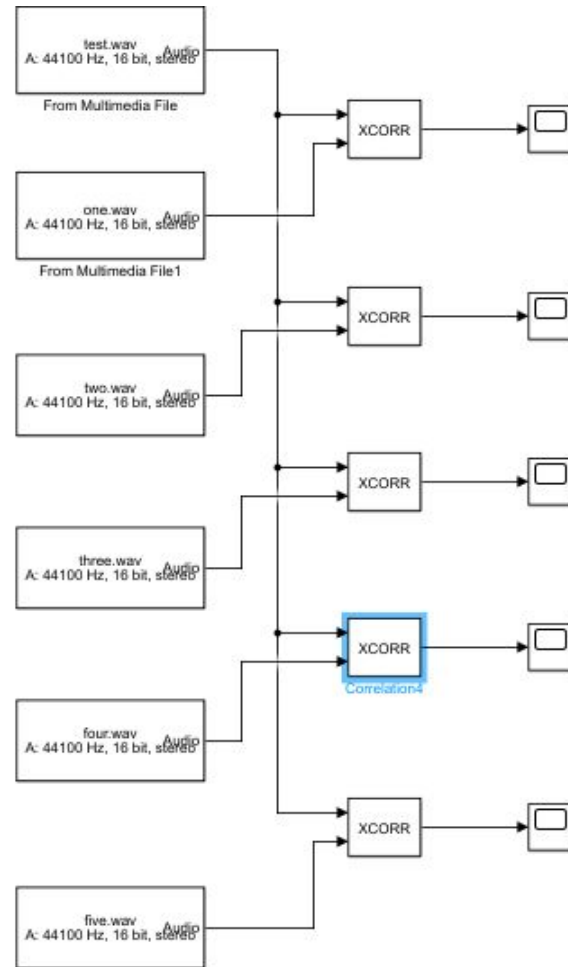 test.wav
A: 44100 Hz, 16 bit, stereo
Audio
From Multimedia File
XCORR
one.wav
A: 44100 Hz, 16 bit, stereo
Audio
From Multimedia File1
XCORR
two.wav
A: 44100 Hz, 16 bit, stereo
Audio
XCORR
three.wav
A: 44100 Hz, 16 bit, stereo
Audio
XCORR
Correlation4
four.wav
A: 44100 Hz, 16 bit, stereo
Audio
XCORR
five.wav
A: 44100 Hz, 16 bit, stereo
Audio